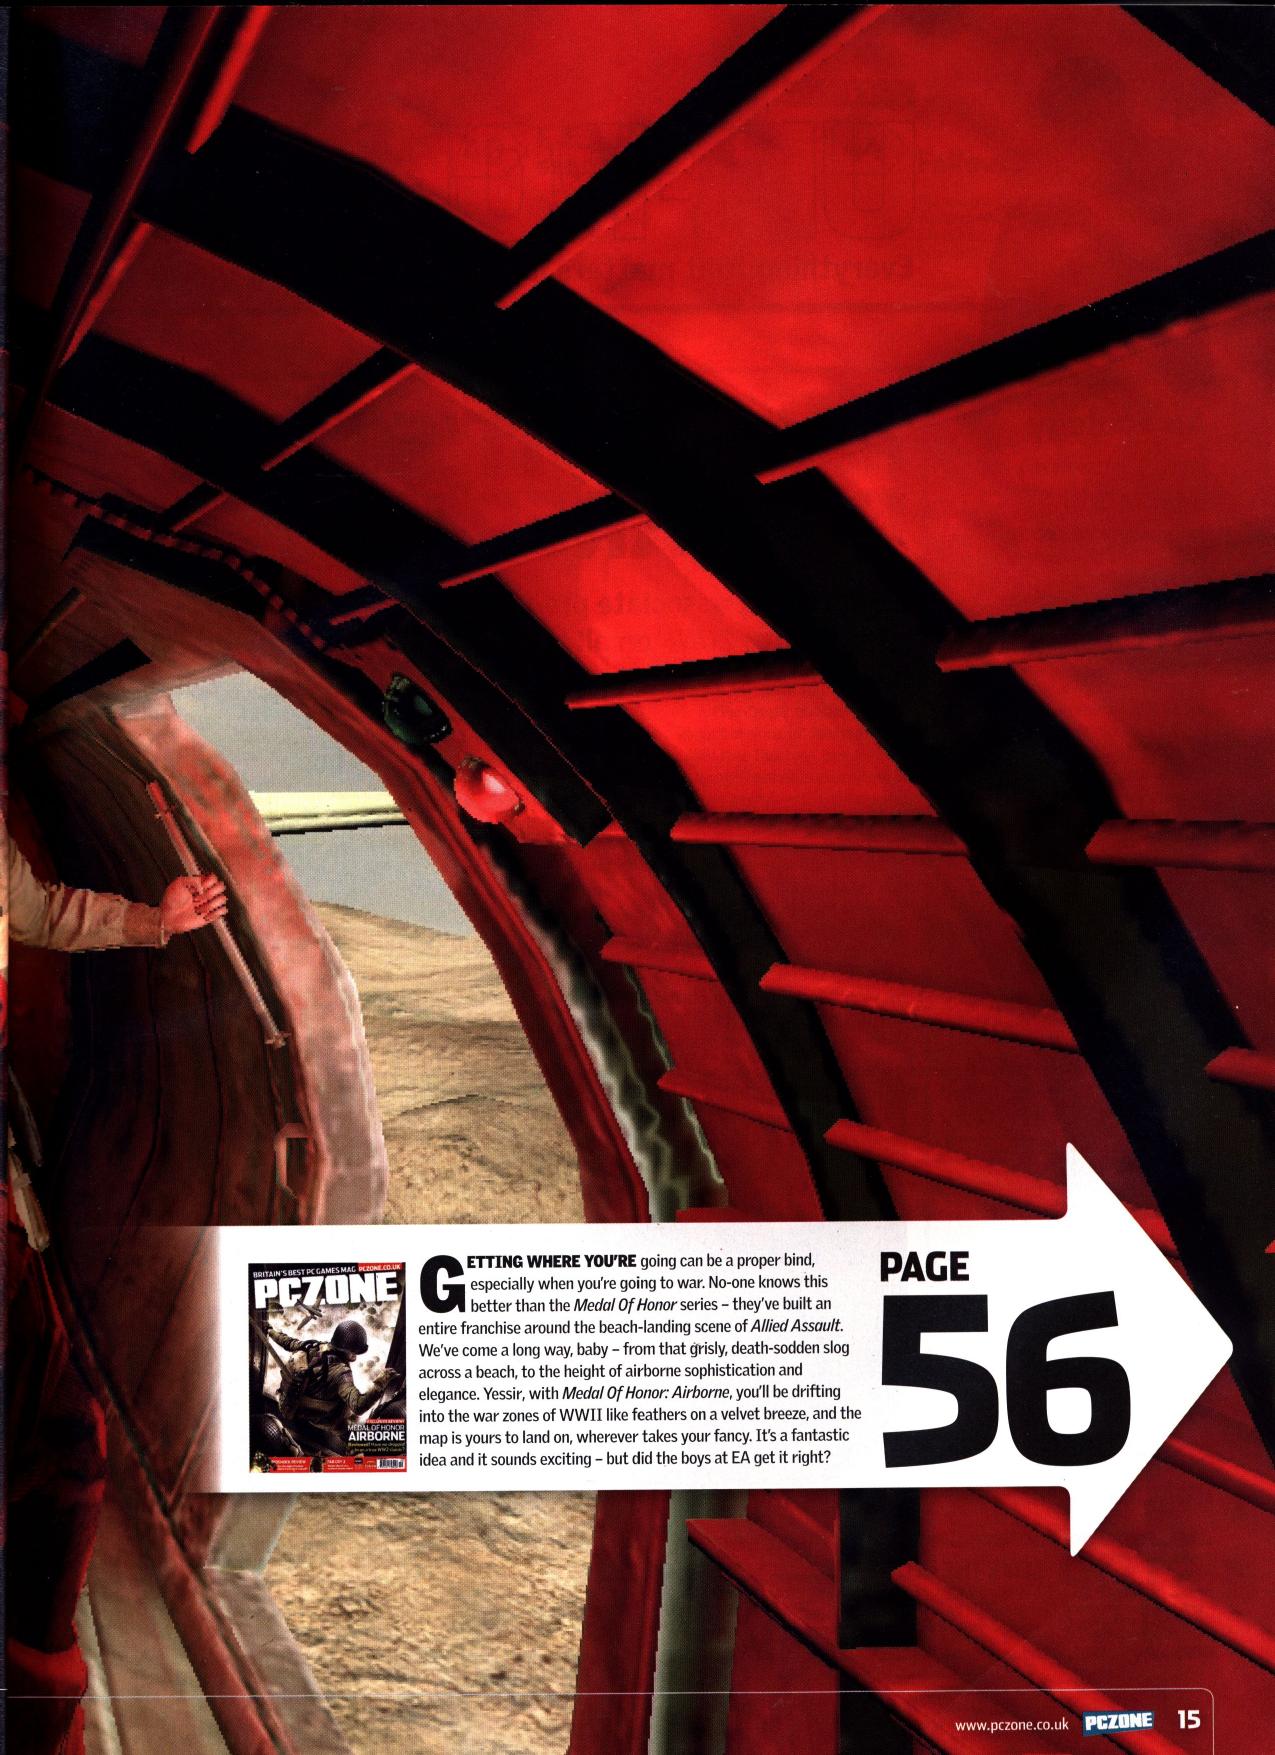 BRITAIN'S BEST PC GAMES MAG PCZONE.CO.UK
PCZONE
MEDAL OF HONOR
AIRBORNE
GETTING WHERE YOU'RE going can be a proper bind,
especially when you're going to war. No-one knows this
better than the Medal Of Honor series – they've built an
entire franchise around the beach-landing scene of Allied Assault.
We've come a long way, baby – from that grisly, death-sodden slog
across a beach, to the height of airborne sophistication and
elegance. Yessir, with Medal Of Honor: Airborne, you'll be drifting
into the war zones of WWII like feathers on a velvet breeze, and the
map is yours to land on, wherever takes your fancy. It's a fantastic
idea and it sounds exciting – but did the boys at EA get it right?
PAGE
56
www.pczone.co.uk PCZONE 15